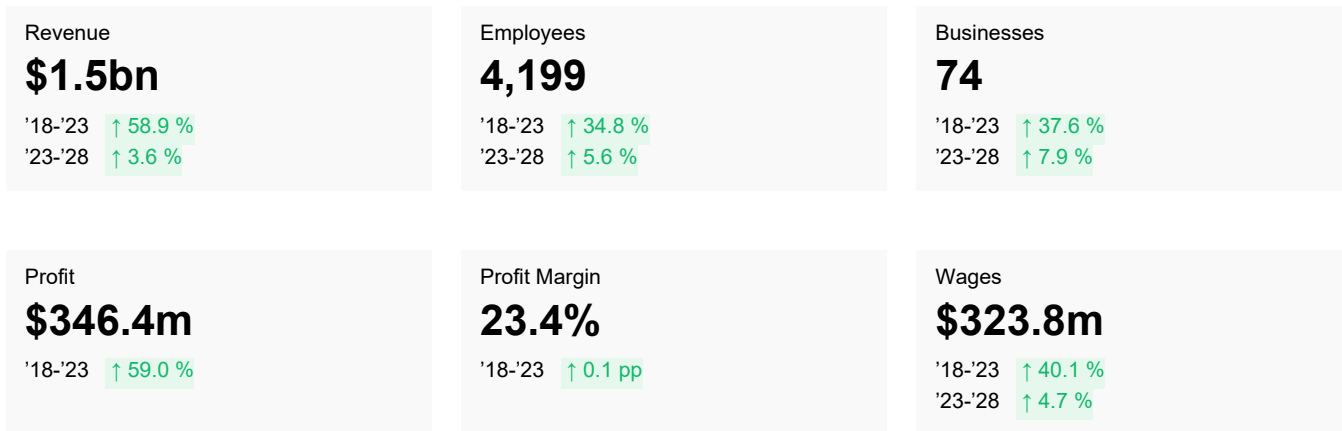 Revenue
$1.5bn
’18-’23 ↑ 58.9 %
’23-’28 ↑ 3.6 %
Employees
4,199
’18-’23 ↑ 34.8 %
’23-’28 ↑ 5.6 %
Businesses
74
’18-’23 ↑ 37.6 %
’23-’28 ↑ 7.9 %
Profit
$346.4m
’18-’23 ↑ 59.0 %
Profit Margin
23.4%
’18-’23 ↑ 0.1 pp
Wages
$323.8m
’18-’23 ↑ 40.1 %
’23-’28 ↑ 4.7 %